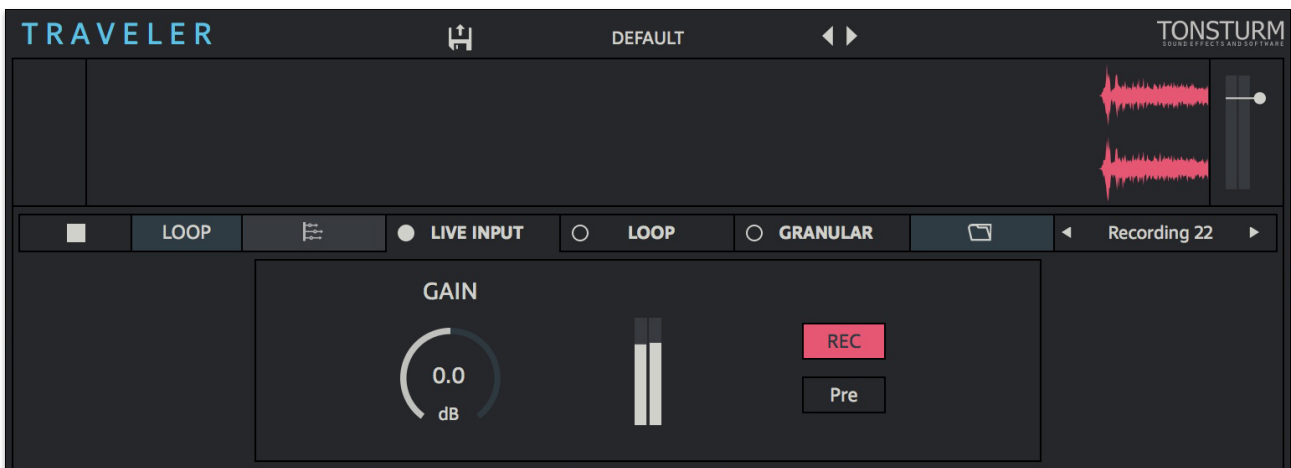 TRAVELER
DEFAULT
TONSTURM
SOUND EFFECTS AND SOFTWARE
LOOP
LIVE INPUT
LOOP
GRANULAR
Recording 22
GAIN
0.0
dB
REC
Pre